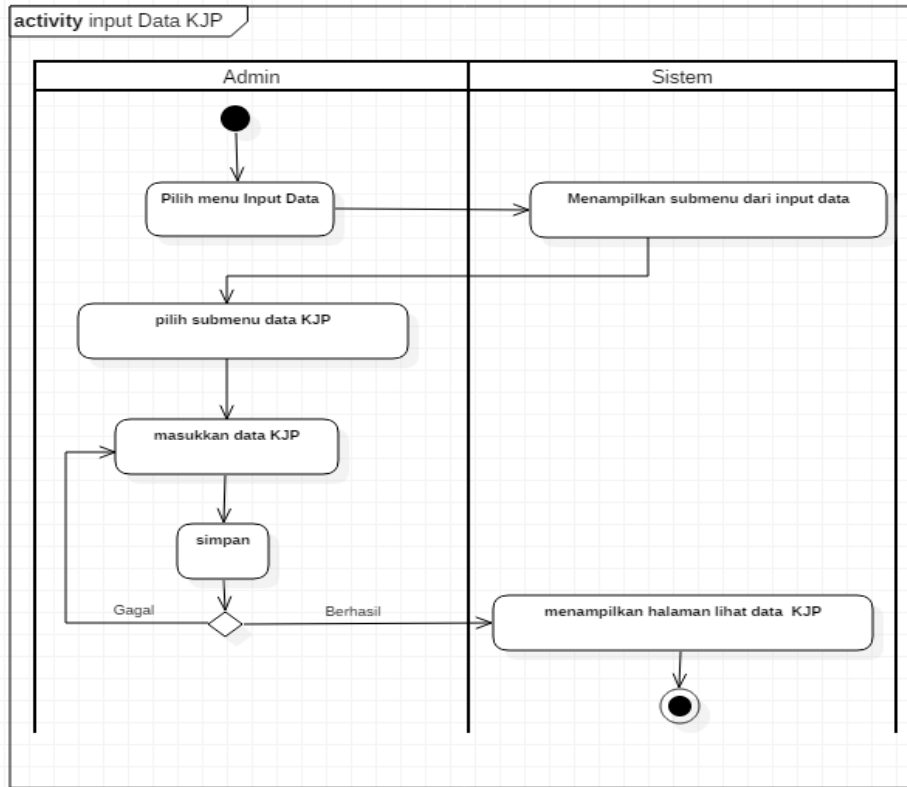 activity input Data KJP
Admin
Sistem
Pilih menu Input Data
Menampilkan submenu dari input data
pilih submenu data KJP
masukkan data KJP
simpan
Gagal
Berhasil
menampilkan halaman lihat data KJP